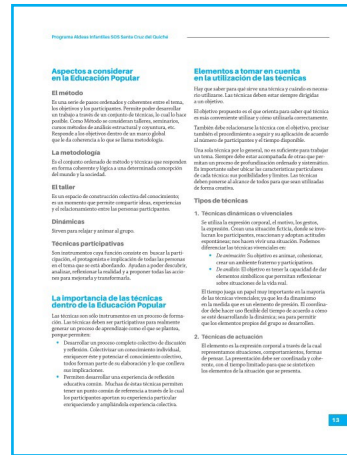 Programa Aldeas Infantiles SOS Santa Cruz del Quiché
Aspectos a considerar
en la Educación Popular
El método
Es una serie de pasos ordenados y coherentes entre el tema,
los objetivos y los participantes. Permite poder desarrollar
un trabajo a través de un conjunto de técnicas, lo cual lo hace
posible. Como Método se consideran talleres, seminarios,
cursos métodos de análisis estructural y coyuntura, etc.
Responde a los objetivos dentro de un marco global
que le da coherencia a lo que se llama metodología.
La metodología
Es el conjunto ordenado de método y técnicas que responden
en forma coherente y lógica a una determinada concepción
del mundo y la sociedad.
El taller
Es un espacio de construcción colectiva del conocimiento;
es un momento que permite compartir ideas, experiencias
y el relacionamiento entre las personas participantes.
Dinámicas
Sirven para relajar y animar al grupo.
Técnicas participativas
Son instrumentos cuya función consiste en: buscar la parti-
cipación, el protagonismo e implicación de todas las personas
en el tema que se está abordando. Ayudan a poder descubrir,
analizar, reflexionar la realidad y a proponer todas las accio-
nes para mejorarla y transformarla.
La importancia de las técnicas
dentro de la Educación Popular
Las técnicas son sólo instrumentos en un proceso de forma-
ción. Las técnicas deben ser participativas para realmente
generar un proceso de aprendizaje como el que se plantea,
porque permiten:
• Desarrollar un proceso completo colectivo de discusión
y reflexión. Colectivizar un conocimiento individual,
enriquecer éste y potenciar el conocimiento colectivo,
todos forman parte de su elaboración y lo que conlleva
sus implicaciones.
• Permiten desarrollar una experiencia de reflexión
educativa común. Muchas de éstas técnicas permiten
tener un punto común de referencia a través de lo cual
los participantes aportan su experiencia particular
enriqueciendo y ampliándola experiencia colectiva.
Elementos a tomar en cuenta
en la utilización de las técnicas
Hay que saber para qué sirve una técnica y cuándo es necesa-
rio utilizarse. Las técnicas deben estar siempre dirigidas
a un objetivo.
El objetivo propuesto es el que orienta para saber qué técnica
es más conveniente utilizar y cómo utilizarla correctamente.
También debe relacionarse la técnica con el objetivo, precisar
también el procedimiento a seguir y su aplicación de acuerdo
al número de participantes y el tiempo disponible.
Una sola técnica por lo general, no es suficiente para trabajar
un tema. Siempre debe estar acompañada de otras que per-
mitan un proceso de profundización ordenado y sistemático.
Es importante saber ubicar las características particulares
de cada técnica: sus posibilidades y límites. Las técnicas
deben ponerse al alcance de todos para que sean utilizadas
de forma creativa.
Tipos de técnicas
1. Técnicas dinámicas o vivenciales
Se utiliza la expresión corporal, el motivo, los gestos,
la expresión. Crean una situación ficticia, donde se invo-
lucran los participantes, reaccionan y adoptan actitudes
espontáneas; nos hacen vivir una situación. Podemos
diferenciar las técnicas vivenciales en:
• De animación: Su objetivo es animar, cohesionar,
crear un ambiente fraterno y participativo.
• De análisis: El objetivo es tener la capacidad de dar
elementos simbólicos que permitan reflexionar
sobre situaciones de la vida real.
El tiempo juega un papel muy importante en la mayoría
de las técnicas vivenciales; ya que les da dinamismo
en la medida que es un elemento de presión. El coordina-
dor debe hacer uso flexible del tiempo de acuerdo a cómo
se esté desarrollando la dinámica; sea para permitir
que los elementos propios del grupo se desarrollen.
2. Técnicas de actuación
El elemento es la expresión corporal a través de la cual
representamos situaciones, comportamientos, formas
de pensar. La presentación debe ser coordinada y cohe-
rente, con el tiempo limitado para que se sinteticen
los elementos de la situación que se presenta.
13